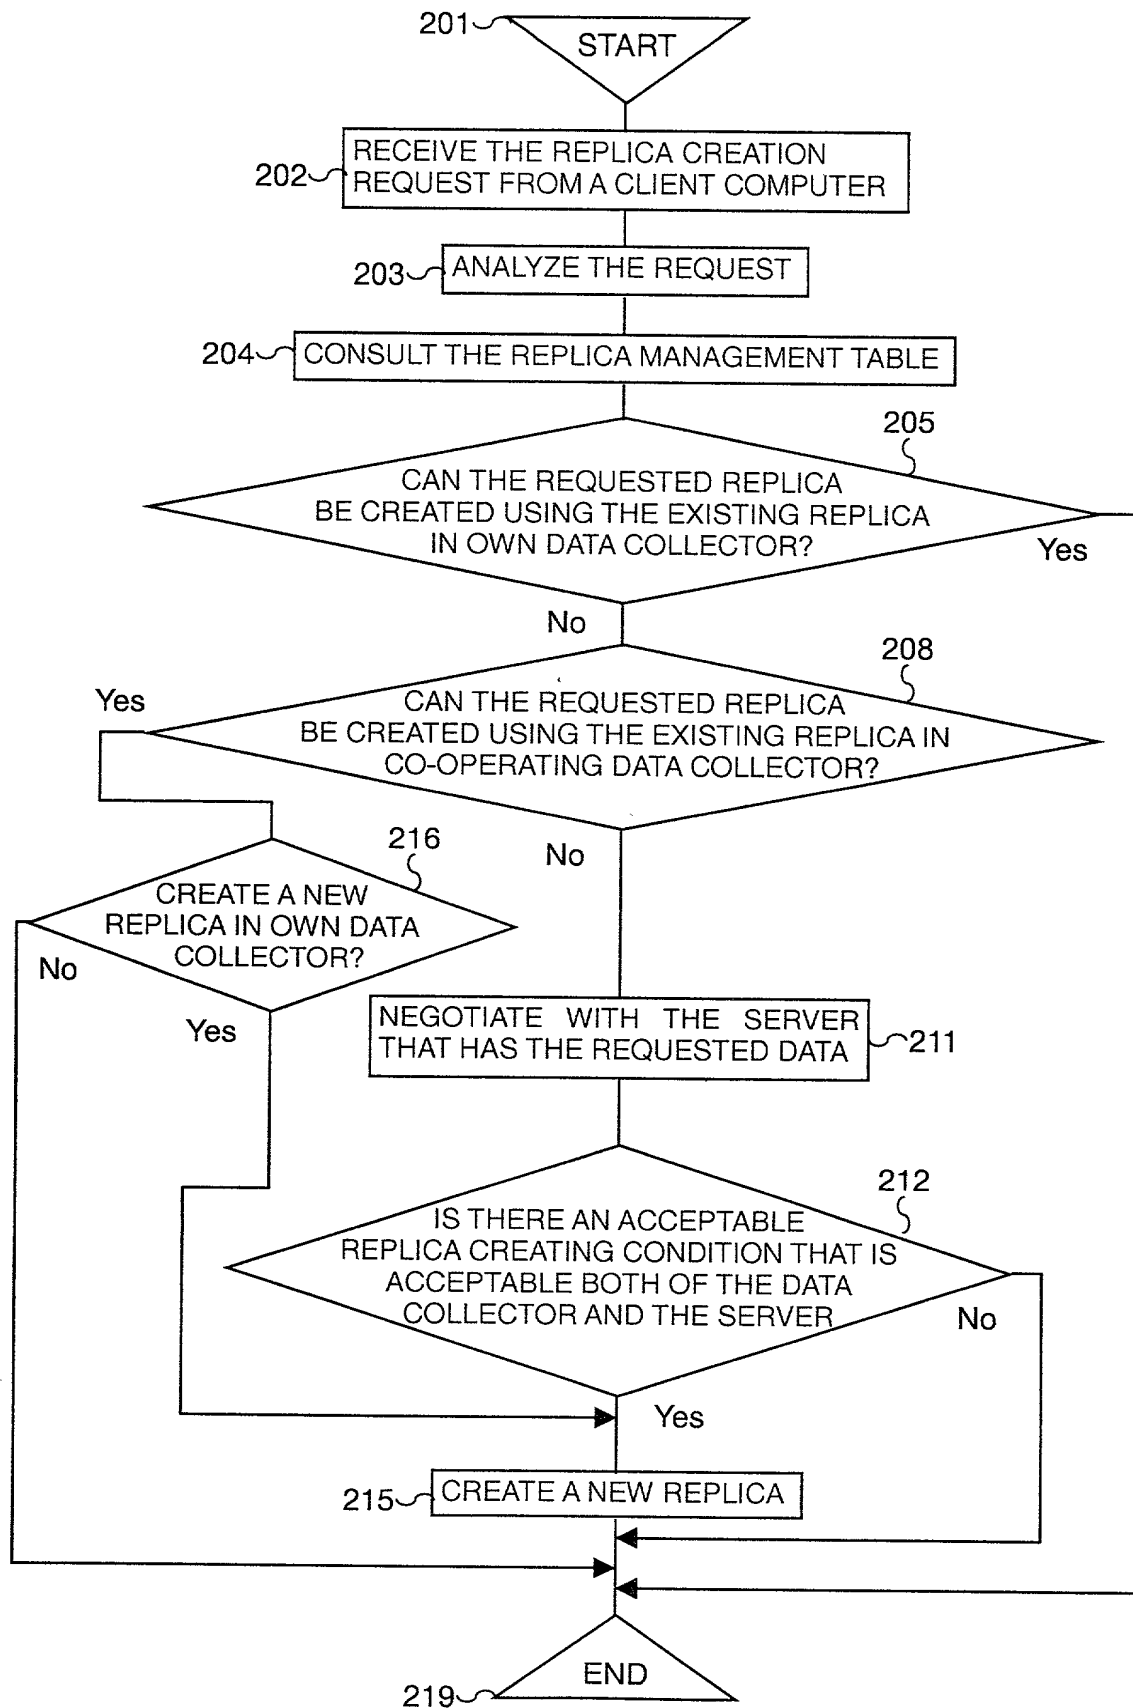 201
START
RECEIVE THE REPLICA CREATION
REQUEST FROM A CLIENT COMPUTER
202
ANALYZE THE REQUEST
203
204
CONSULT THE REPLICA MANAGEMENT TABLE
205
CAN THE REQUESTED REPLICA
BE CREATED USING THE EXISTING REPLICA
IN OWN DATA COLLECTOR?
Yes
No
208
Yes
CAN THE REQUESTED REPLICA
BE CREATED USING THE EXISTING REPLICA IN
CO-OPERATING DATA COLLECTOR?
No
216
CREATE A NEW
REPLICA IN OWN DATA
COLLECTOR?
No
Yes
NEGOTIATE WITH THE SERVER
THAT HAS THE REQUESTED DATA
211
212
IS THERE AN ACCEPTABLE
REPLICA CREATING CONDITION THAT IS
ACCEPTABLE BOTH OF THE DATA
COLLECTOR AND THE SERVER
No
Yes
215
CREATE A NEW REPLICA
END
219